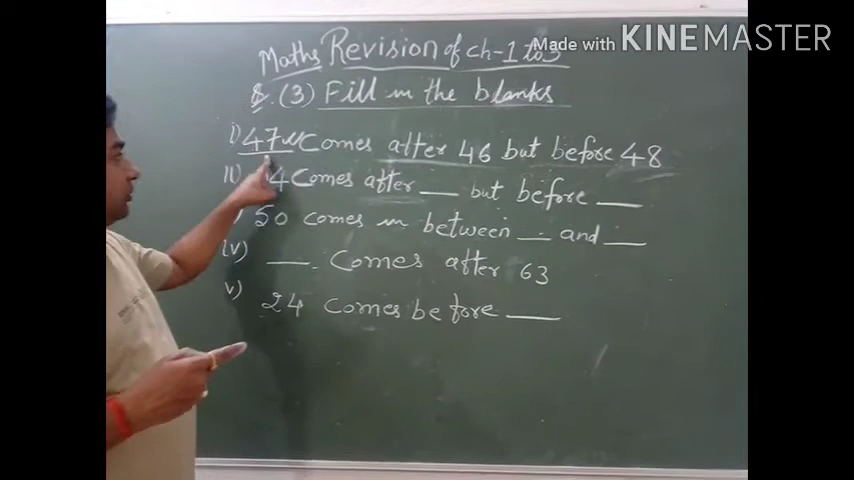 Made with KINEMASTER
Maths Revision of ch-1 to 3
Q. (3) Fill in the blanks
i) 47 Comes after 46 but before 48
II) 4 Comes after ___ but before ___
) 50 comes in between ___ and ___
iv) ___ Comes after 63
v) 24 Comes before ___